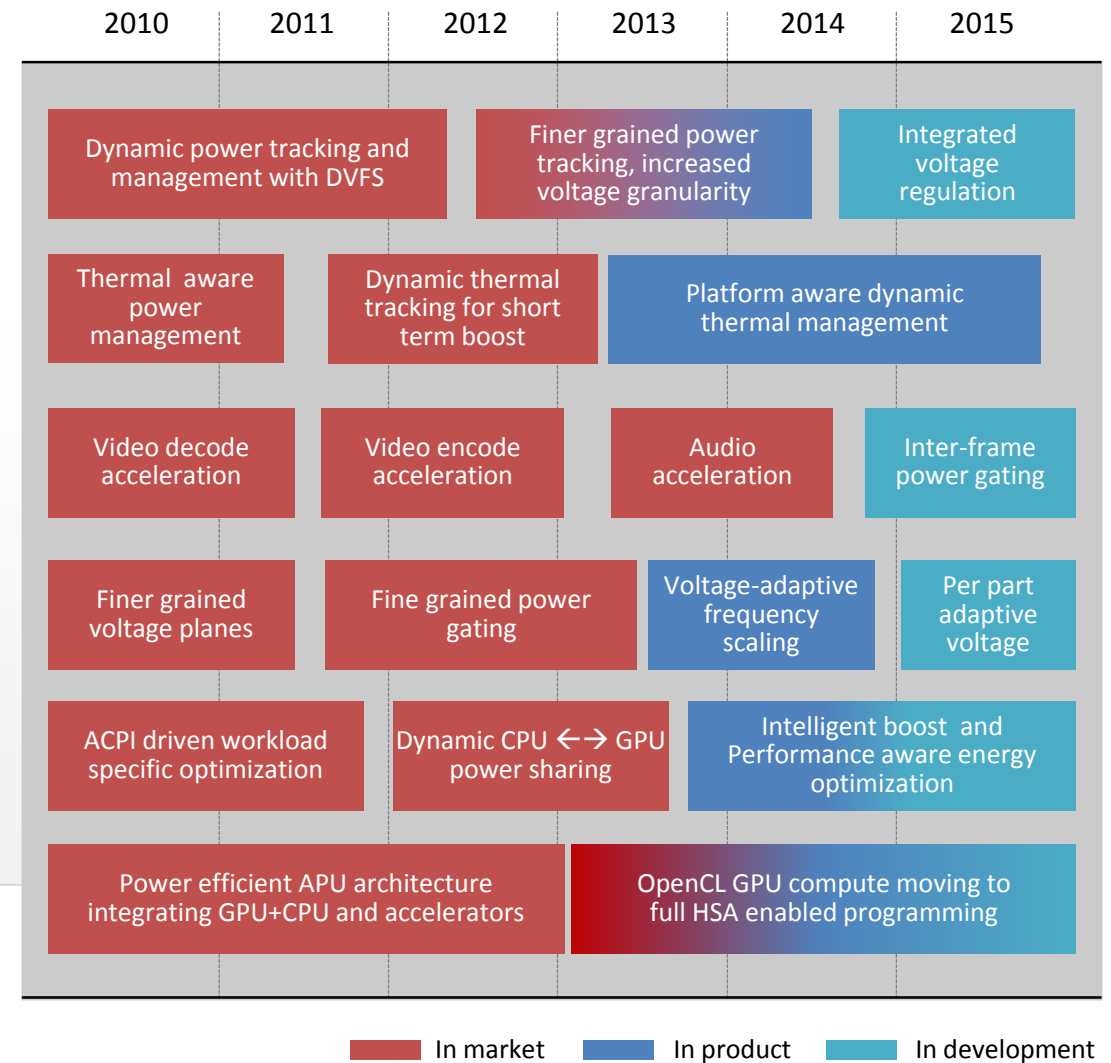 2010 2011 2012 2013 2014 2015
Dynamic power tracking and
management with DVFS
Finer grained power
tracking, increased
voltage granularity
Integrated
voltage
regulation
Thermal aware
power
management
Dynamic thermal
tracking for short
term boost
Platform aware dynamic
thermal management
Video decode
acceleration
Video encode
acceleration
Audio
acceleration
Inter-frame
power gating
Finer grained
voltage planes
Fine grained power
gating
Voltage-adaptive
frequency
scaling
Per part
adaptive
voltage
ACPI driven workload
specific optimization
Dynamic CPU ←→ GPU
power sharing
Intelligent boost and
Performance aware energy
optimization
Power efficient APU architecture
integrating GPU+CPU and accelerators
OpenCL GPU compute moving to
full HSA enabled programming
In market In product In development